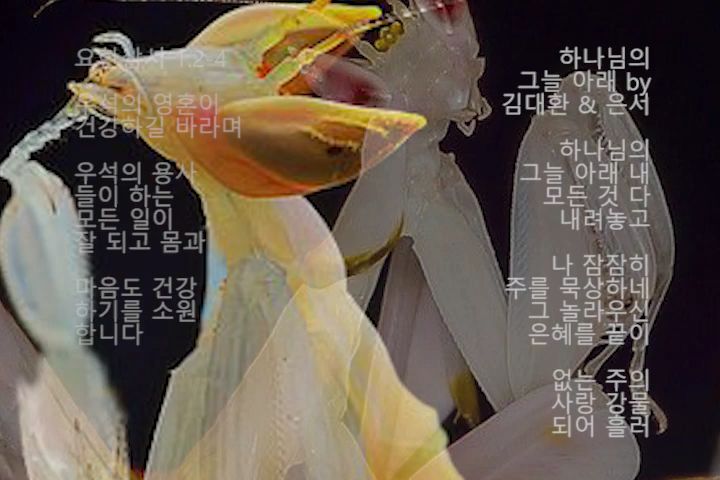 요한 삼서 1:2-4
우석의 영혼이
건강하길 바라며
우석의 용사
들이 하는
모든 일이
잘 되고 몸과
마음도 건강
하기를 소원
합니다
하나님의
그늘 아래 by
김대환 & 은서
하나님의
그늘 아래 내
모든 것 다
내려놓고
나 잠잠히
주를 묵상하네
그 놀라우신
은혜를 끝이
없는 주의
사랑 강물
되어 흘러